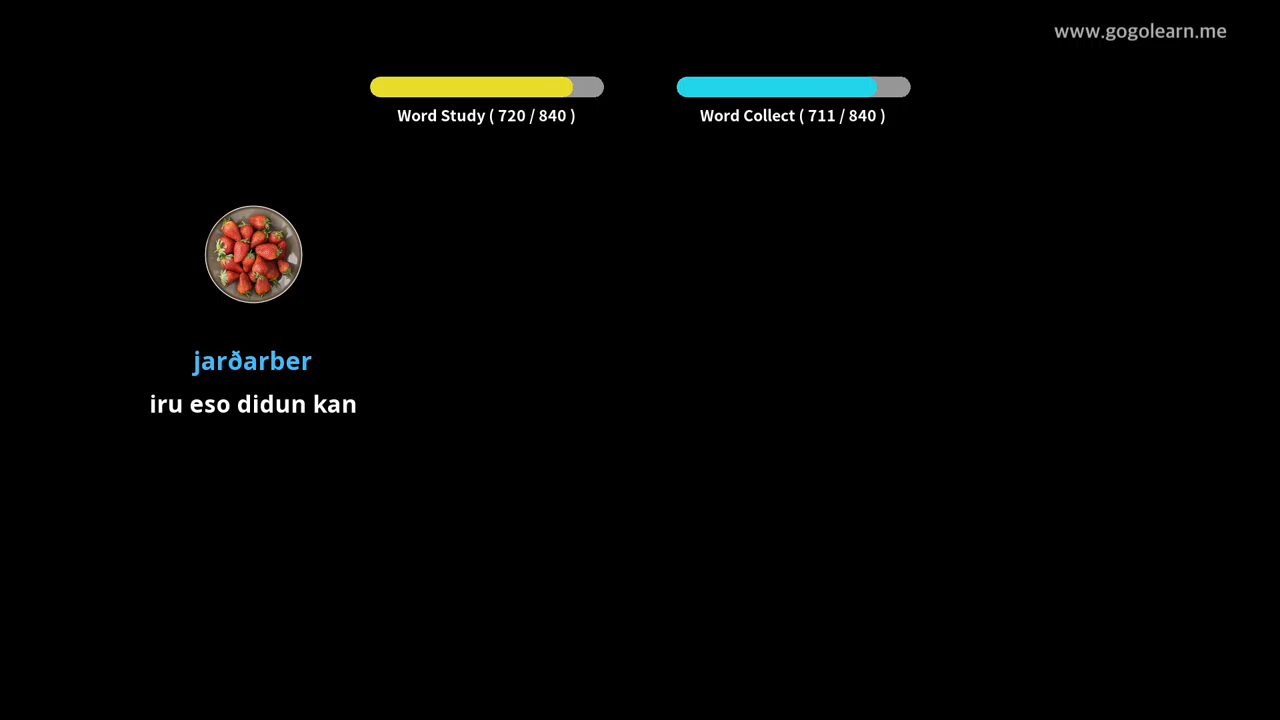 www.gogolearn.me
Word Study ( 720 / 840 )
Word Collect ( 711 / 840 )
jarðarber
iru eso didun kan